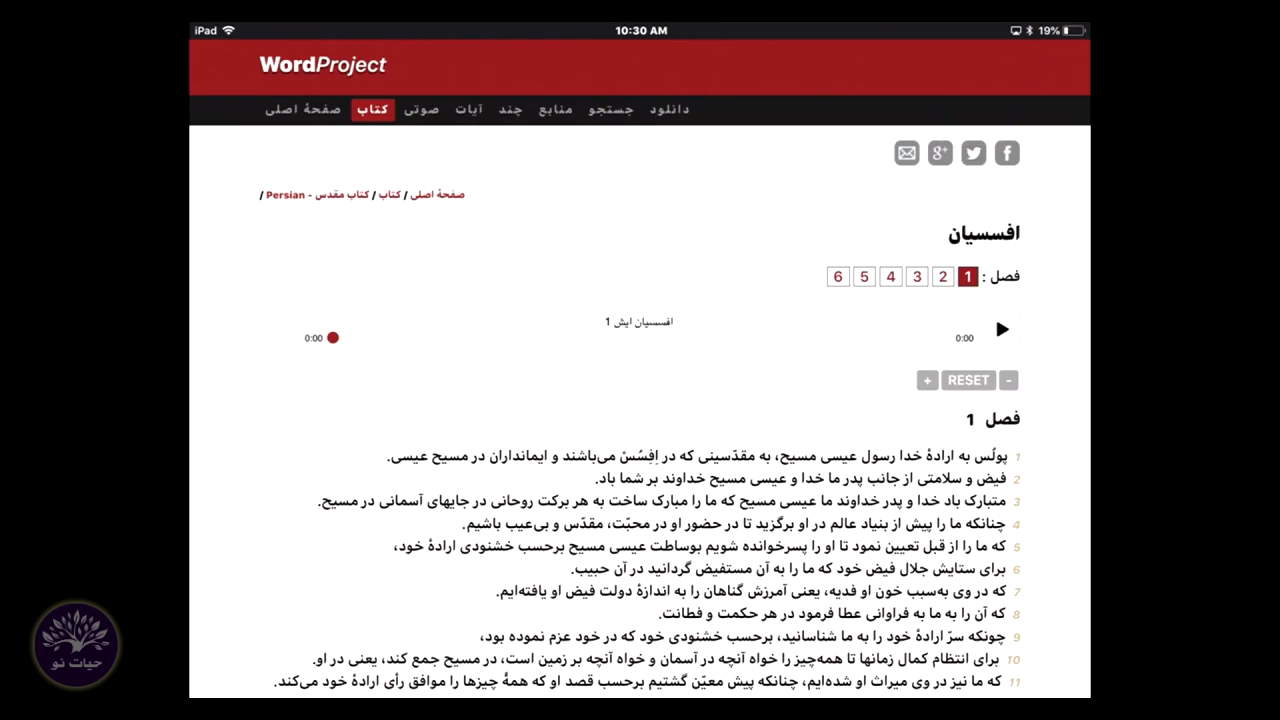 iPad 10:30 AM 19%
WordProject
صفحهٔ اصلی کتاب صوتی آیات چند منابع جستجو دانلود
صفحهٔ اصلی / کتاب / کتاب مقدس - Persian /
افسسیان
فصل : 1 2 3 4 5 6
افسسیان ایش 1
0:00 0:00
+ RESET -
فصل 1
1 پولُس به ارادهٔ خدا رسول عیسی مسیح، به مقدّسینی که در اِفِسُسْ می‌باشند و ایمانداران در مسیح عیسی.
2 فیض و سلامتی از جانب پدر ما خدا و عیسی مسیح خداوند بر شما باد.
3 متبارک باد خدا و پدر خداوند ما عیسی مسیح که ما را مبارک ساخت به هر برکت روحانی در جایهای آسمانی در مسیح.
4 چنانکه ما را پیش از بنیاد عالم در او برگزید تا در حضور او در محبّت، مقدّس و بی‌عیب باشیم.
5 که ما را از قبل تعیین نمود تا او را پسرخوانده شویم بوساطت عیسی مسیح برحسب خشنودی ارادهٔ خود،
6 برای ستایش جلال فیض خود که ما را به آن مستفیض گردانید در آن حبیب.
7 که در وی به‌سبب خون او فدیه، یعنی آمرزش گناهان را به اندازهٔ دولت فیض او یافته‌ایم.
8 که آن را به ما به فراوانی عطا فرمود در هر حکمت و فطانت.
9 چونکه سرّ ارادهٔ خود را به ما شناسانید، برحسب خشنودی خود که در خود عزم نموده بود،
10 برای انتظام کمال زمانها تا همه‌چیز را خواه آنچه در آسمان و خواه آنچه بر زمین است، در مسیح جمع کند، یعنی در او.
11 که ما نیز در وی میراث او شده‌ایم، چنانکه پیش معیّن گشتیم برحسب قصد او که همهٔ چیزها را موافق رأی ارادهٔ خود می‌کند.
حیات نو